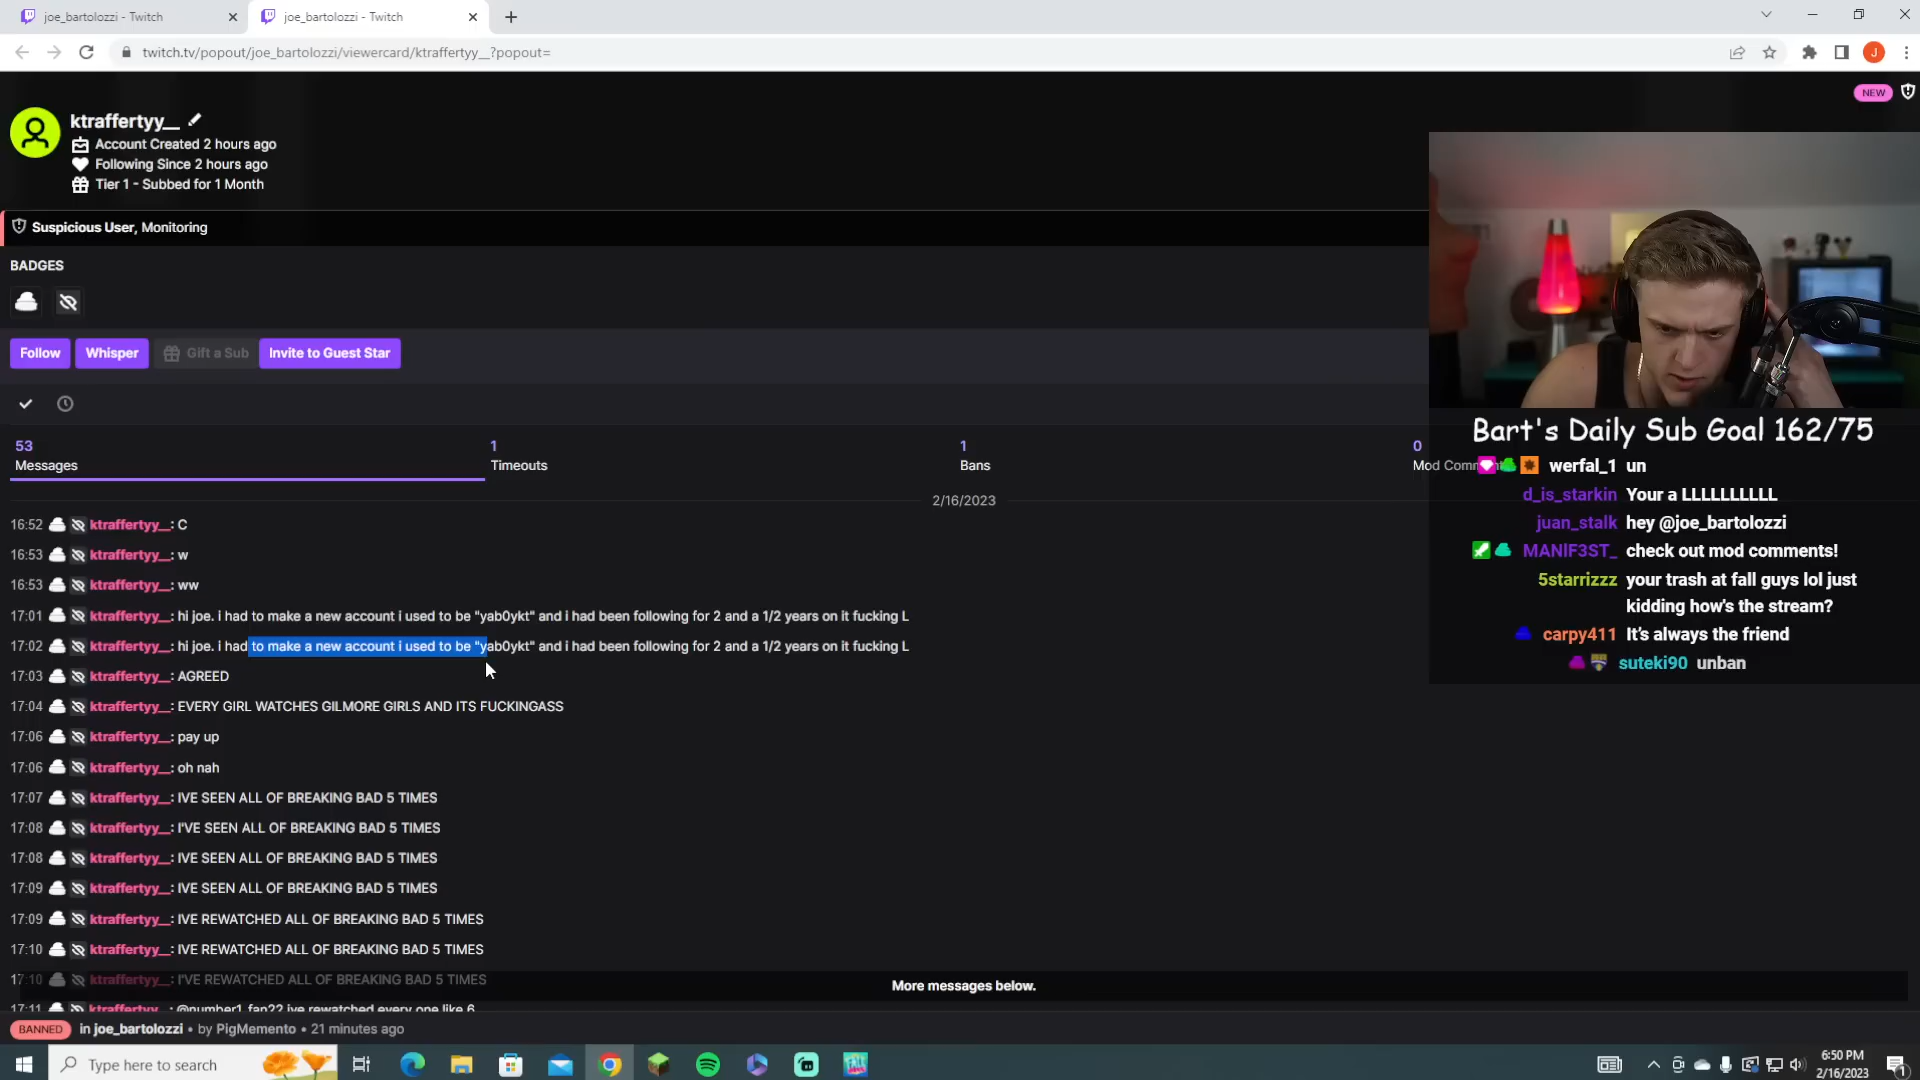 joe_bartolozzi - Twitch
joe_bartolozzi - Twitch
twitch.tv/popout/joe_bartolozzi/viewercard/ktraffertyy__?popout=
J
NEW
ktraffertyy__
Account Created 2 hours ago
Following Since 2 hours ago
Tier 1 - Subbed for 1 Month
Suspicious User, Monitoring
BADGES
Follow
Whisper
Gift a Sub
Invite to Guest Star
53
Messages
1
Timeouts
1
Bans
0
Mod Comm
2/16/2023
16:52 ktraffertyy__: C
16:53 ktraffertyy__: w
16:53 ktraffertyy__: ww
17:01 ktraffertyy__: hi joe. i had to make a new account i used to be "yab0ykt" and i had been following for 2 and a 1/2 years on it fucking L
17:02 ktraffertyy__: hi joe. i had to make a new account i used to be "yab0ykt" and i had been following for 2 and a 1/2 years on it fucking L
17:03 ktraffertyy__: AGREED
17:04 ktraffertyy__: EVERY GIRL WATCHES GILMORE GIRLS AND ITS FUCKINGASS
17:06 ktraffertyy__: pay up
17:06 ktraffertyy__: oh nah
17:07 ktraffertyy__: IVE SEEN ALL OF BREAKING BAD 5 TIMES
17:08 ktraffertyy__: I'VE SEEN ALL OF BREAKING BAD 5 TIMES
17:08 ktraffertyy__: IVE SEEN ALL OF BREAKING BAD 5 TIMES
17:09 ktraffertyy__: IVE SEEN ALL OF BREAKING BAD 5 TIMES
17:09 ktraffertyy__: IVE REWATCHED ALL OF BREAKING BAD 5 TIMES
17:10 ktraffertyy__: IVE REWATCHED ALL OF BREAKING BAD 5 TIMES
17:10 ktraffertyy__: I'VE REWATCHED ALL OF BREAKING BAD 5 TIMES
More messages below.
17:11 ktraffertyy__: @number1_fan22 ive rewatched every one like 6
BANNED in joe_bartolozzi • by PigMemento • 21 minutes ago
Bart's Daily Sub Goal 162/75
werfal_1 un
d_is_starkin Your a LLLLLLLLLL
juan_stalk hey @joe_bartolozzi
MANIF3ST_ check out mod comments!
5starrizzz your trash at fall guys lol just
kidding how's the stream?
carpy411 It's always the friend
suteki90 unban
Type here to search
6:50 PM
2/16/2023
1